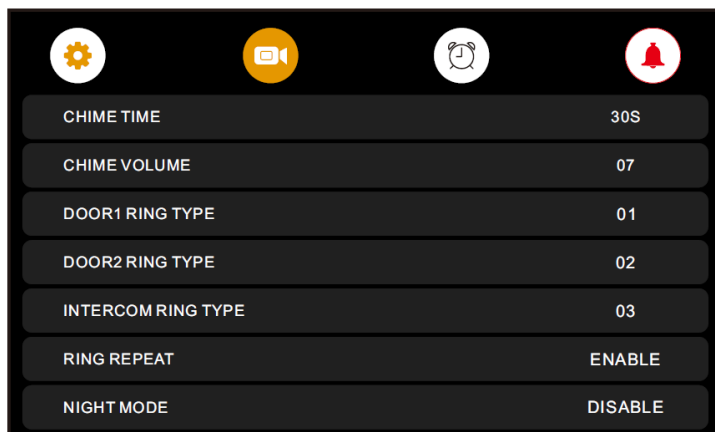 CHIME TIME 30S
CHIME VOLUME 07
DOOR1 RING TYPE 01
DOOR2 RING TYPE 02
INTERCOM RING TYPE 03
RING REPEAT ENABLE
NIGHT MODE DISABLE